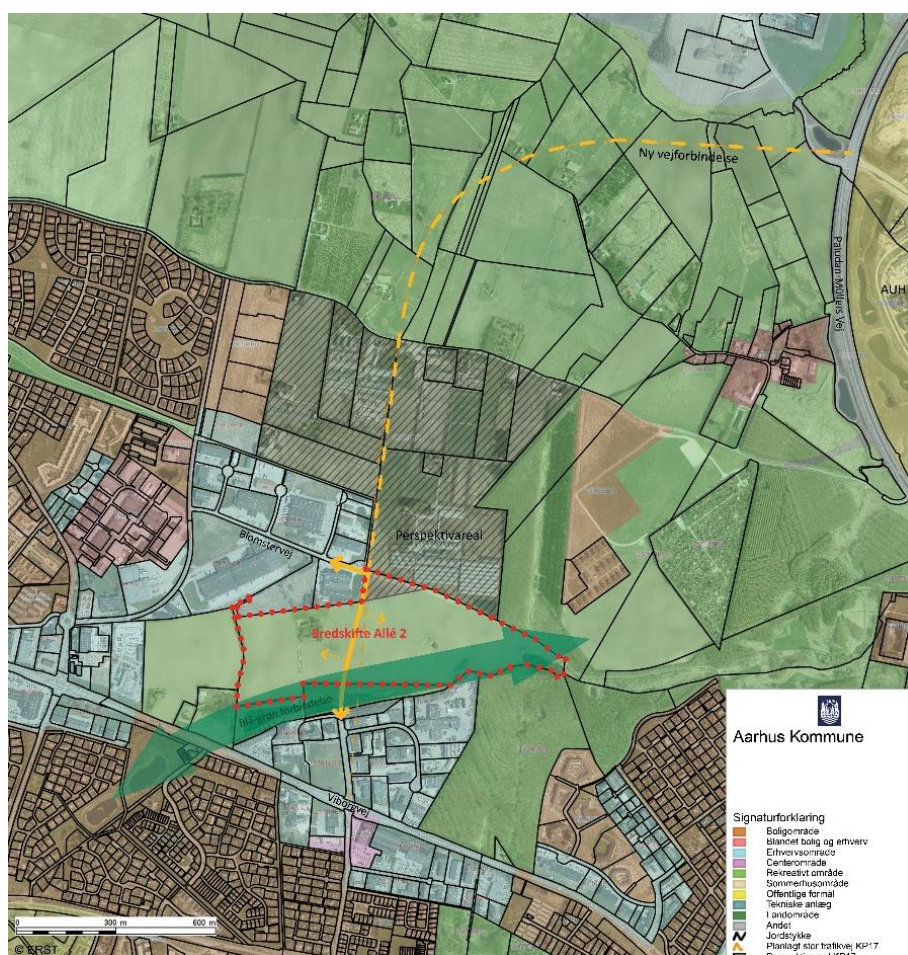 Ny vejforbindelse
Paludan-Müllers Vej
AUH
Perspektivareal
Blomstervej
Bredskifte Allé 2
Blå-grøn forbindelse
Viborgvej
Aarhus Kommune
Signaturforklaring
Boligområde
Blandet bolig og erhverv
Erhvervsområde
Centerområde
Rekreativt område
Sommerhusområde
Offentlige formål
Tekniske anlæg
Landområde
Andet
Jordstykke
Planlagt stor trafikvej KP17
0 300 m 600 m
© ERST